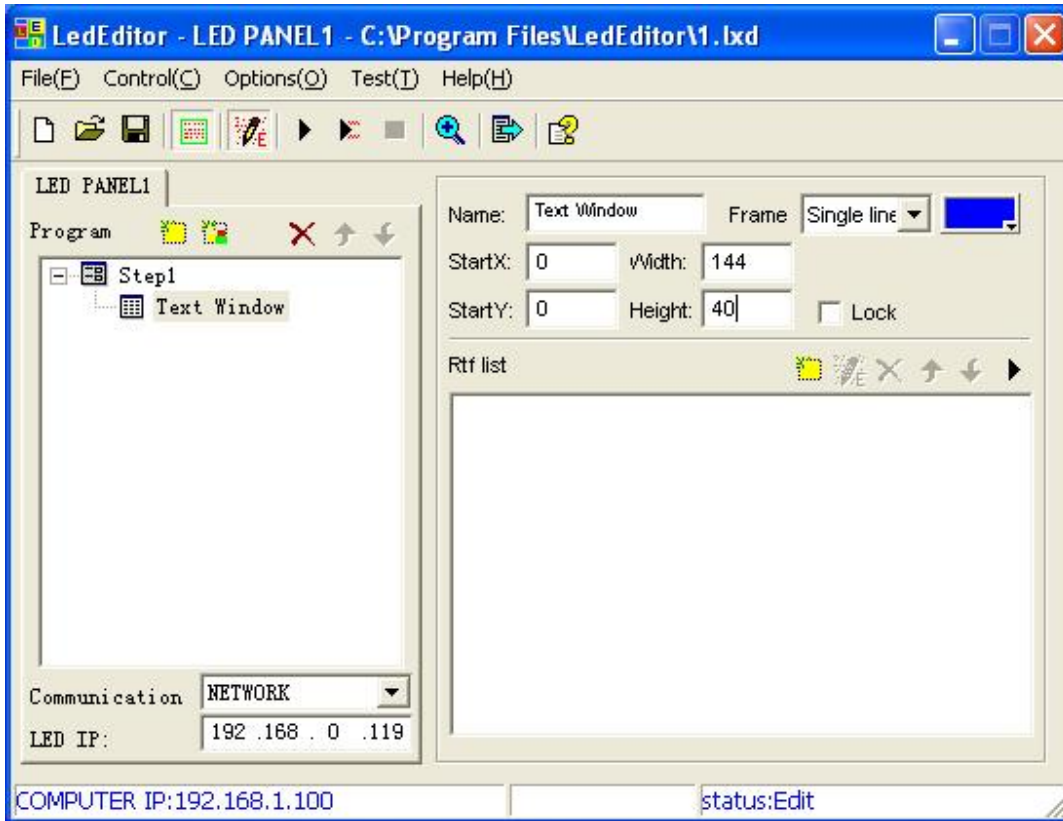 LedEditor - LED PANEL1 - C:\Program Files\LedEditor\1.lxd
File(F) Control(C) Options(O) Test(T) Help(H)
LED PANEL1
Program
Step1
Text Window
Communication NETWORK
LED IP: 192 .168 . 0 .119
Name: Text Window Frame Single line
StartX: 0 Width: 144
StartY: 0 Height: 40 Lock
Rtf list
COMPUTER IP:192.168.1.100 status:Edit